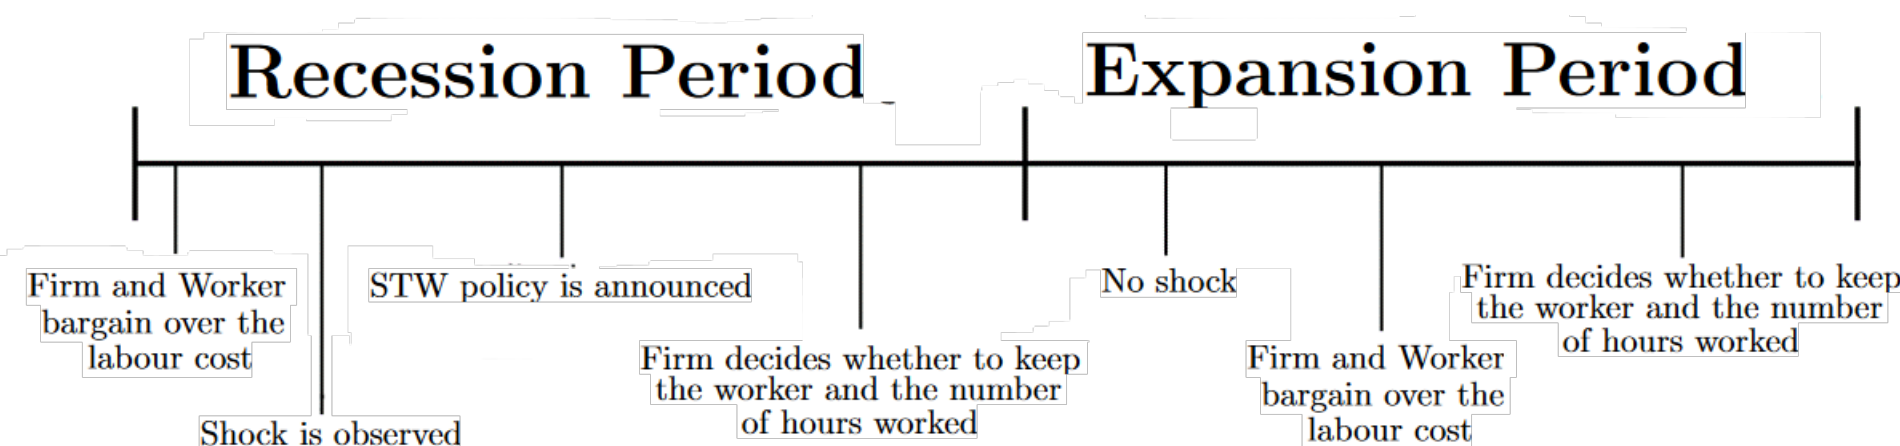 Recession Period
Expansion Period
Firm and Worker
bargain over the
labour cost
Shock is observed
STW policy is announced
Firm decides whether to keep
the worker and the number
of hours worked
No shock
Firm and Worker
bargain over the
labour cost
Firm decides whether to keep
the worker and the number
of hours worked